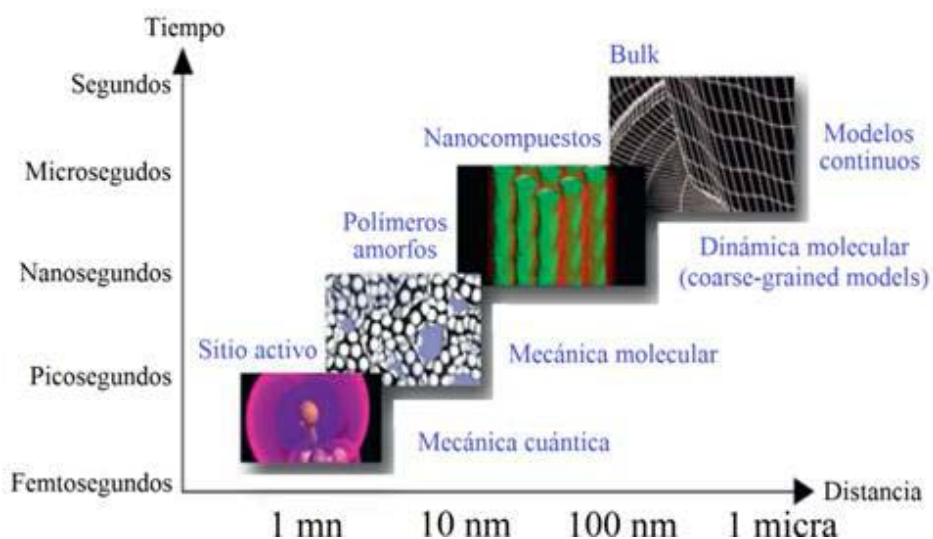 Tiempo
Segundos
Microsegudos
Nanosegundos
Picosegundos
Femtosegundos
Bulk
Nanocompuestos
Modelos
continuos
Polímeros
amorfos
Dinámica molecular
(coarse-grained models)
Sitio activo
Mecánica molecular
Mecánica cuántica
Distancia
1 mn
10 nm
100 nm
1 micra